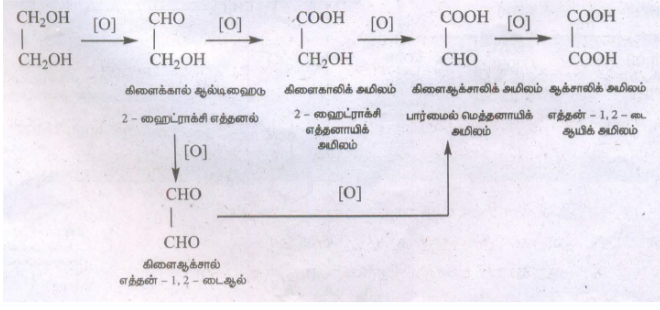 CH₂OH [O] CHO [O] COOH [O] COOH [O] COOH
CH₂OH CH₂OH CH₂OH CHO COOH
கிளைக்கால் ஆல்டிஹைடு கிளைகாலிக் அமிலம் கிளைஆக்சாலிக் அமிலம் ஆக்சாலிக் அமிலம்
2 – ஹைட்ராக்சி எத்தனல் 2 – ஹைட்ராக்சி பார்மைல் மெத்தனாயிக் எத்தன் – 1, 2 – டை
எத்தனாயிக் அமிலம் ஆயிக் அமிலம்
அமிலம்
[O]
CHO
[O]
CHO
கிளைஆக்சால்
எத்தன் – 1, 2 – டைஆல்